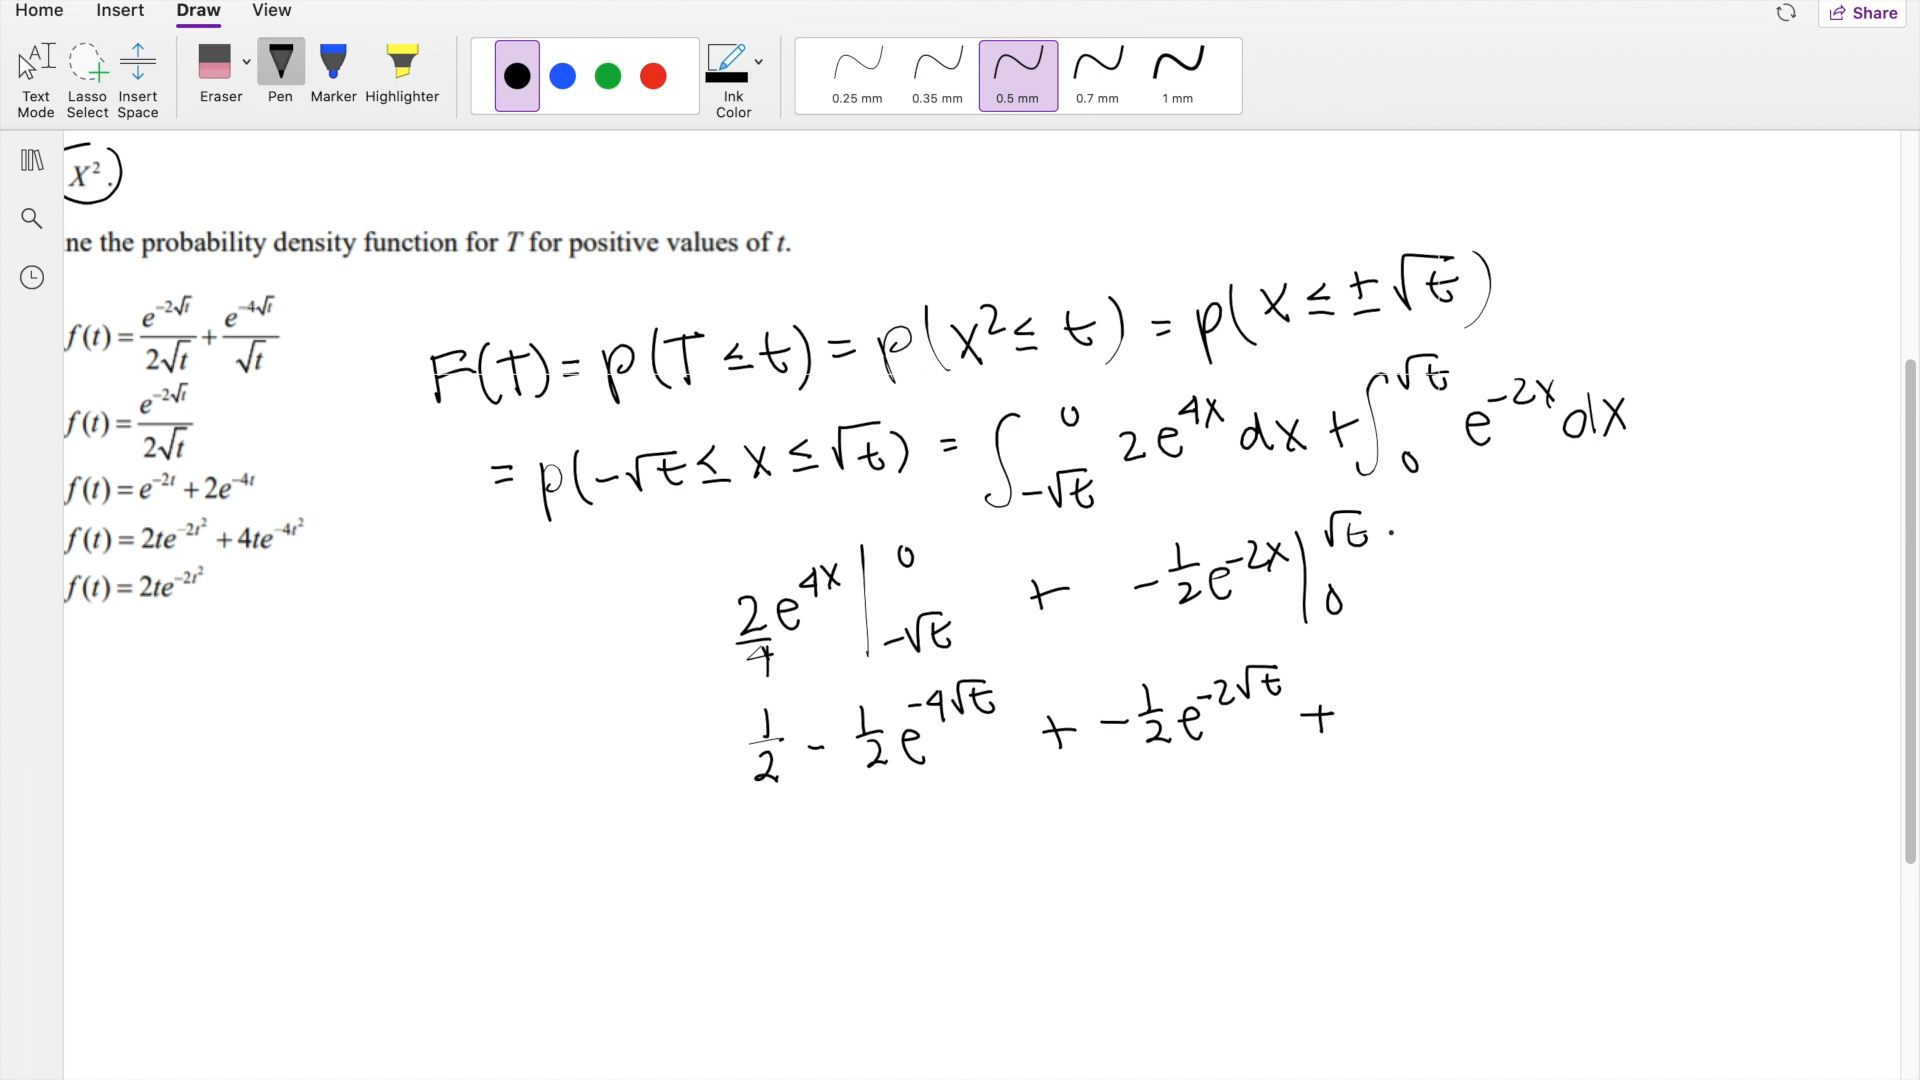 Home Insert Draw View Share
Text Mode Lasso Select Insert Space Eraser Pen Marker Highlighter Ink Color 0.25 mm 0.35 mm 0.5 mm 0.7 mm 1 mm
X².
ne the probability density function for T for positive values of t.
f(t) = e^{-2√t}/(2√t) + e^{-4√t}/√t
f(t) = e^{-2√t}/(2√t)
f(t) = e^{-2t} + 2e^{-4t}
f(t) = 2te^{-2t²} + 4te^{-4t²}
f(t) = 2te^{-2t²}
F(T) = p(T ≤ t) = p(X² ≤ t) = p(X ≤ ±√t)
= p(-√t ≤ X ≤ √t) = ∫_{-√t}^{0} 2e^{4x} dx + ∫_{0}^{√t} e^{-2x} dx
2/4 e^{4x} |_{-√t}^{0} + -1/2 e^{-2x} |_{0}^{√t} .
1/2 - 1/2 e^{-4√t} + -1/2 e^{-2√t} +